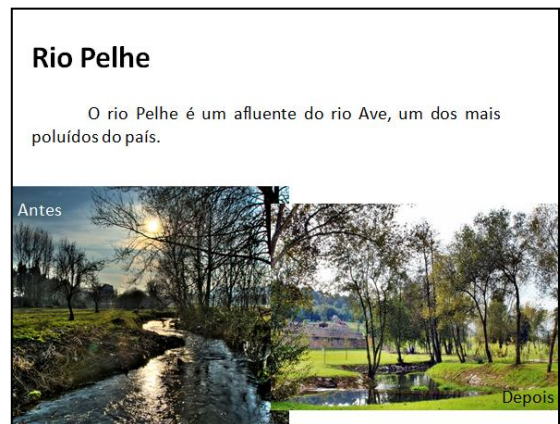 Rio Pelhe
O rio Pelhe é um afluente do rio Ave, um dos mais
poluídos do país.
Antes
Depois